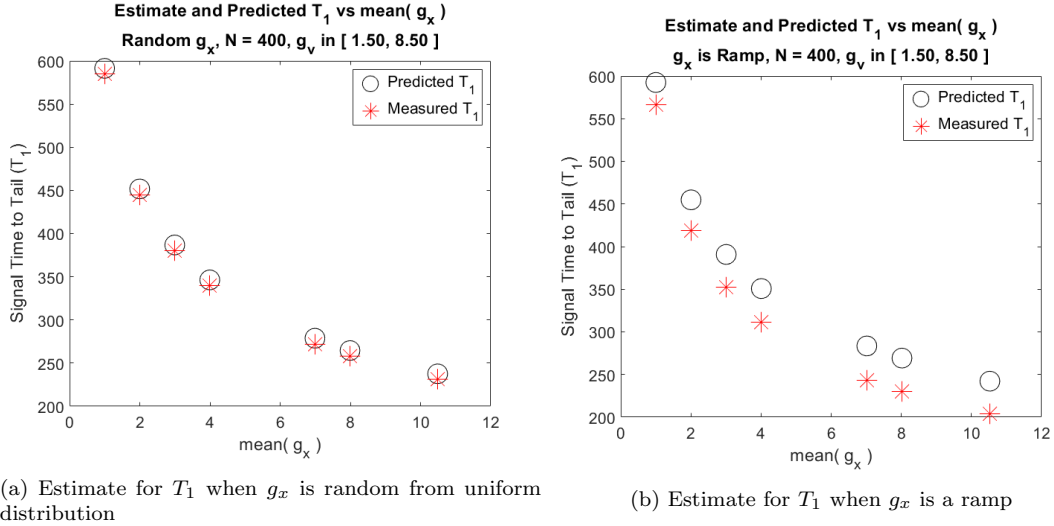 Estimate and Predicted T1 vs mean( gx )
Random gx, N = 400, gv in [ 1.50, 8.50 ]
600
550
500
450
400
350
300
250
200
Signal Time to Tail (T1)
Predicted T1
Measured T1
0 2 4 6 8 10 12
mean( gx )
(a) Estimate for T1 when gx is random from uniform
distribution
Estimate and Predicted T1 vs mean( gx )
gx is Ramp, N = 400, gv in [ 1.50, 8.50 ]
600
550
500
450
400
350
300
250
200
Signal Time to Tail (T1)
Predicted T1
Measured T1
0 2 4 6 8 10 12
mean( gx )
(b) Estimate for T1 when gx is a ramp